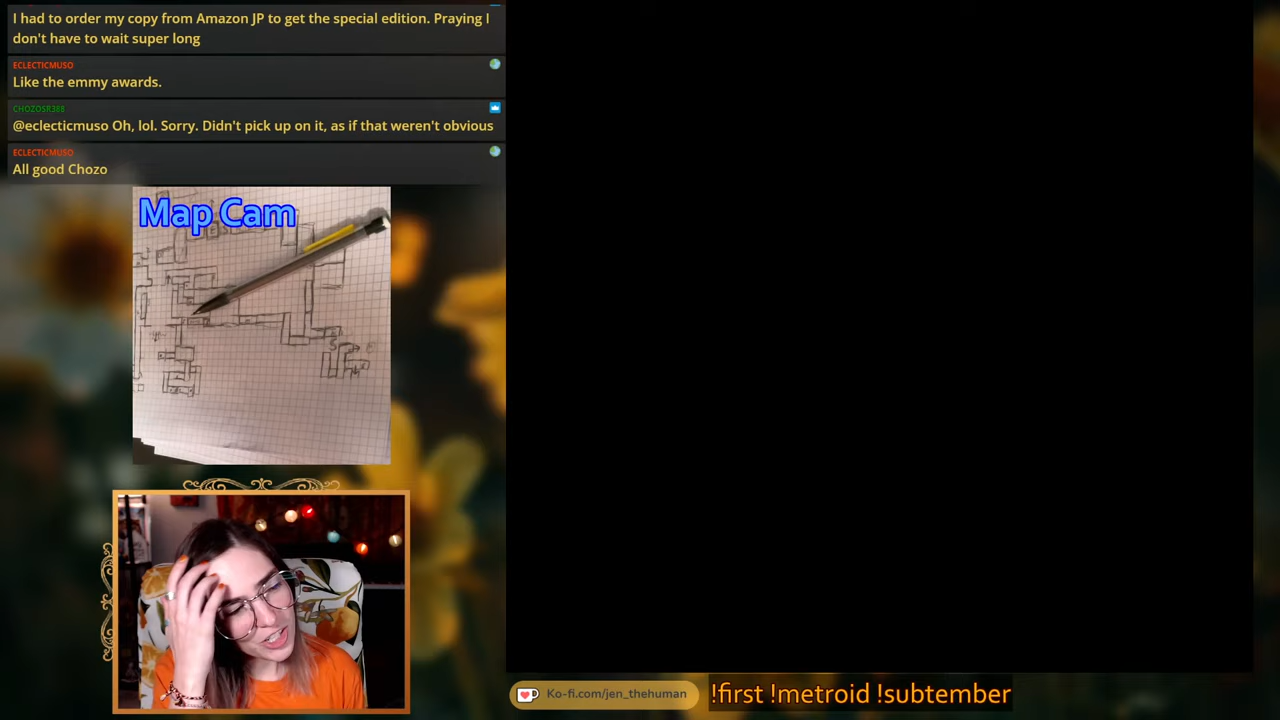 I had to order my copy from Amazon JP to get the special edition. Praying I
don't have to wait super long
ECLECTICMUSO
Like the emmy awards.
CHOZOSR388
@eclecticmuso Oh, lol. Sorry. Didn't pick up on it, as if that weren't obvious
ECLECTICMUSO
All good Chozo
Map Cam
Ko-fi.com/jen_thehuman
!first !metroid !subtember